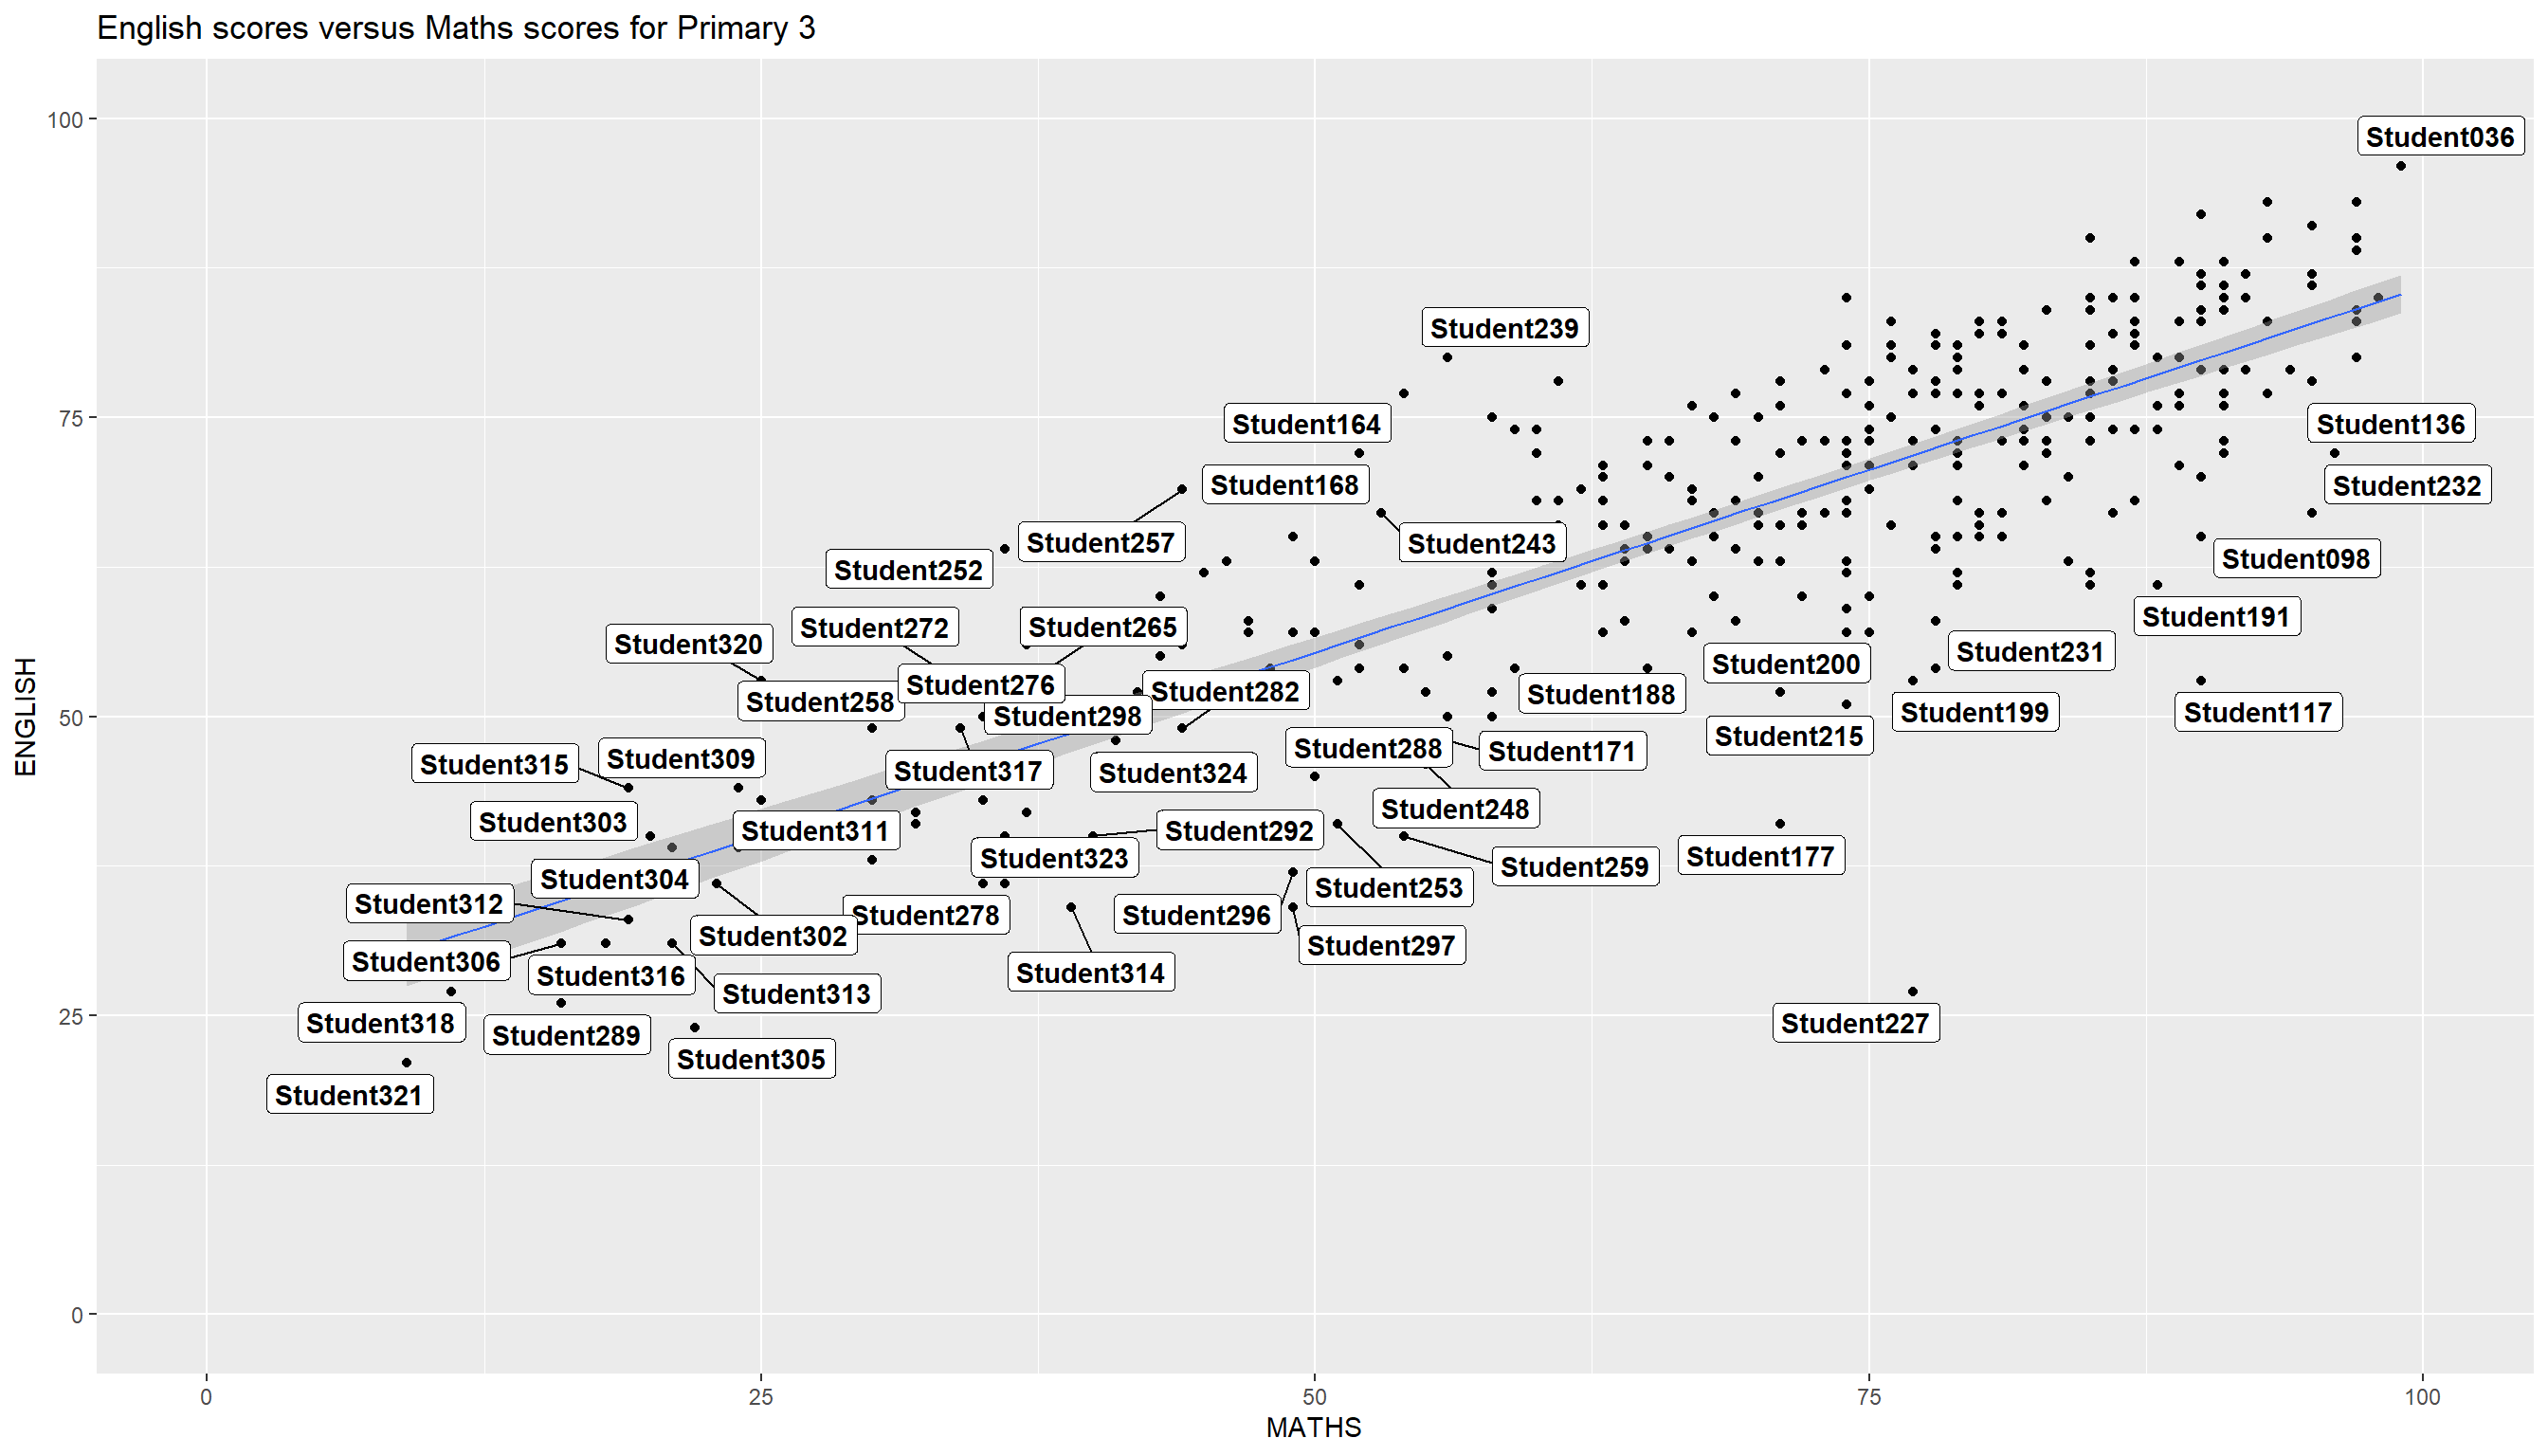 English scores versus Maths scores for Primary 3
100
75
50
25
0
ENGLISH
Student036
Student239
Student164
Student136
Student168
Student232
Student257
Student243
Student252
Student098
Student272
Student265
Student191
Student320
Student231
Student200
Student276
Student282
Student188
Student258
Student298
Student199
Student117
Student215
Student288
Student171
Student309
Student315
Student317
Student324
Student248
Student303
Student311
Student292
Student323
Student177
Student259
Student304
Student253
Student312
Student278
Student296
Student302
Student297
Student306
Student316
Student314
Student313
Student318
Student227
Student289
Student305
Student321
0
25
50
75
100
MATHS